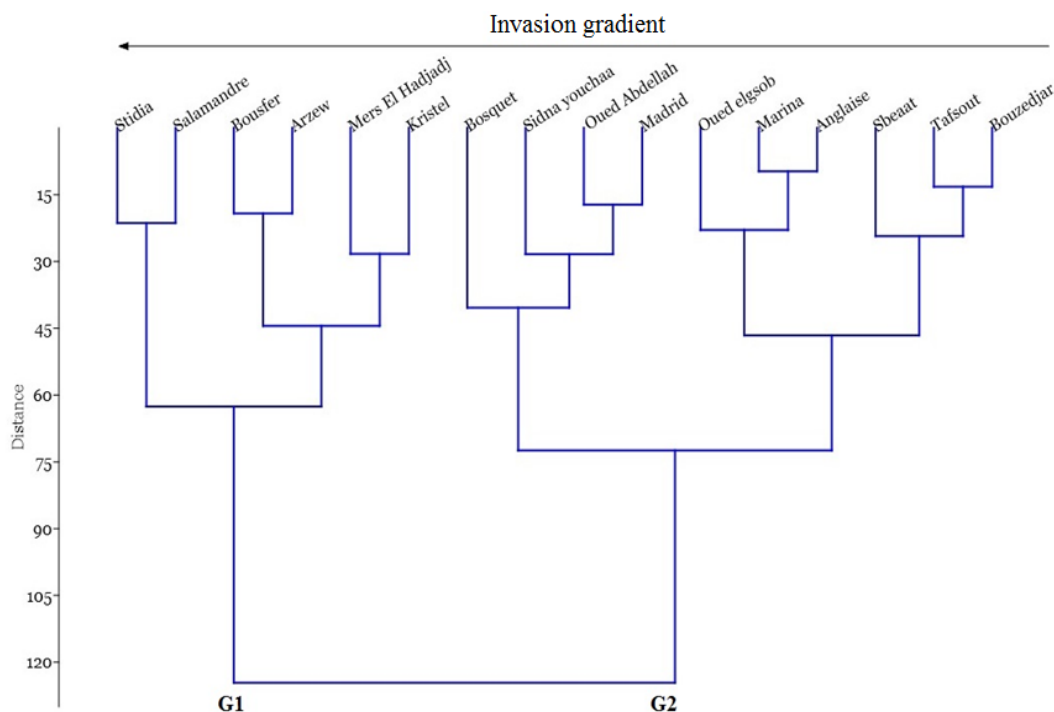 Invasion gradient
Stidia
Salamandre
Bousfer
Arzew
Mers El Hadjadj
Kristel
Bosquet
Sidna youchaa
Oued Abdellah
Madrid
Oued elgsob
Marina
Anglaise
Sbeaat
Tafsout
Bouzedjar
15
30
45
60
75
90
105
120
Distance
G1
G2